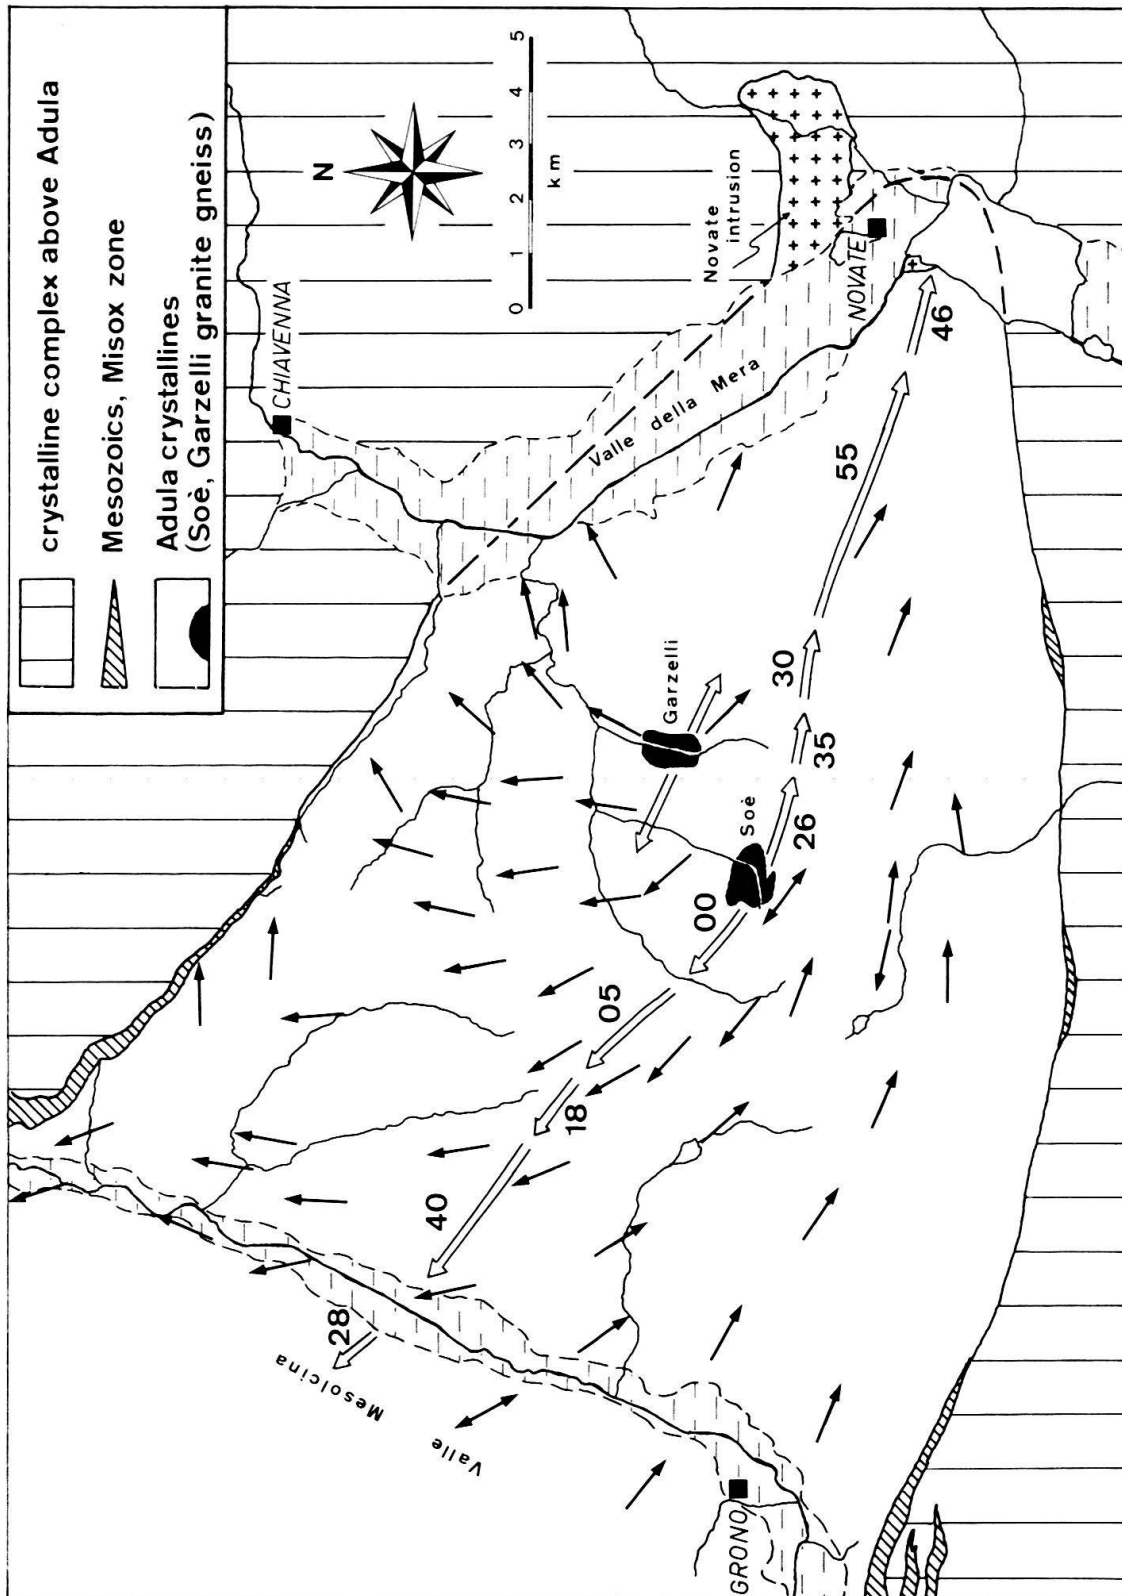 crystalline complex above Adula
Mesozoics, Misox zone
Adula crystallines
(Soè, Garzelli granite gneiss)
N
0 1 2 3 4 5
km
CHIAVENNA
Novate
intrusion
NOVATE
Valle della Mera
46
55
30
35
26
Garzelli
Soè
00
05
18
40
28
Valle Mesolcina
GRONO